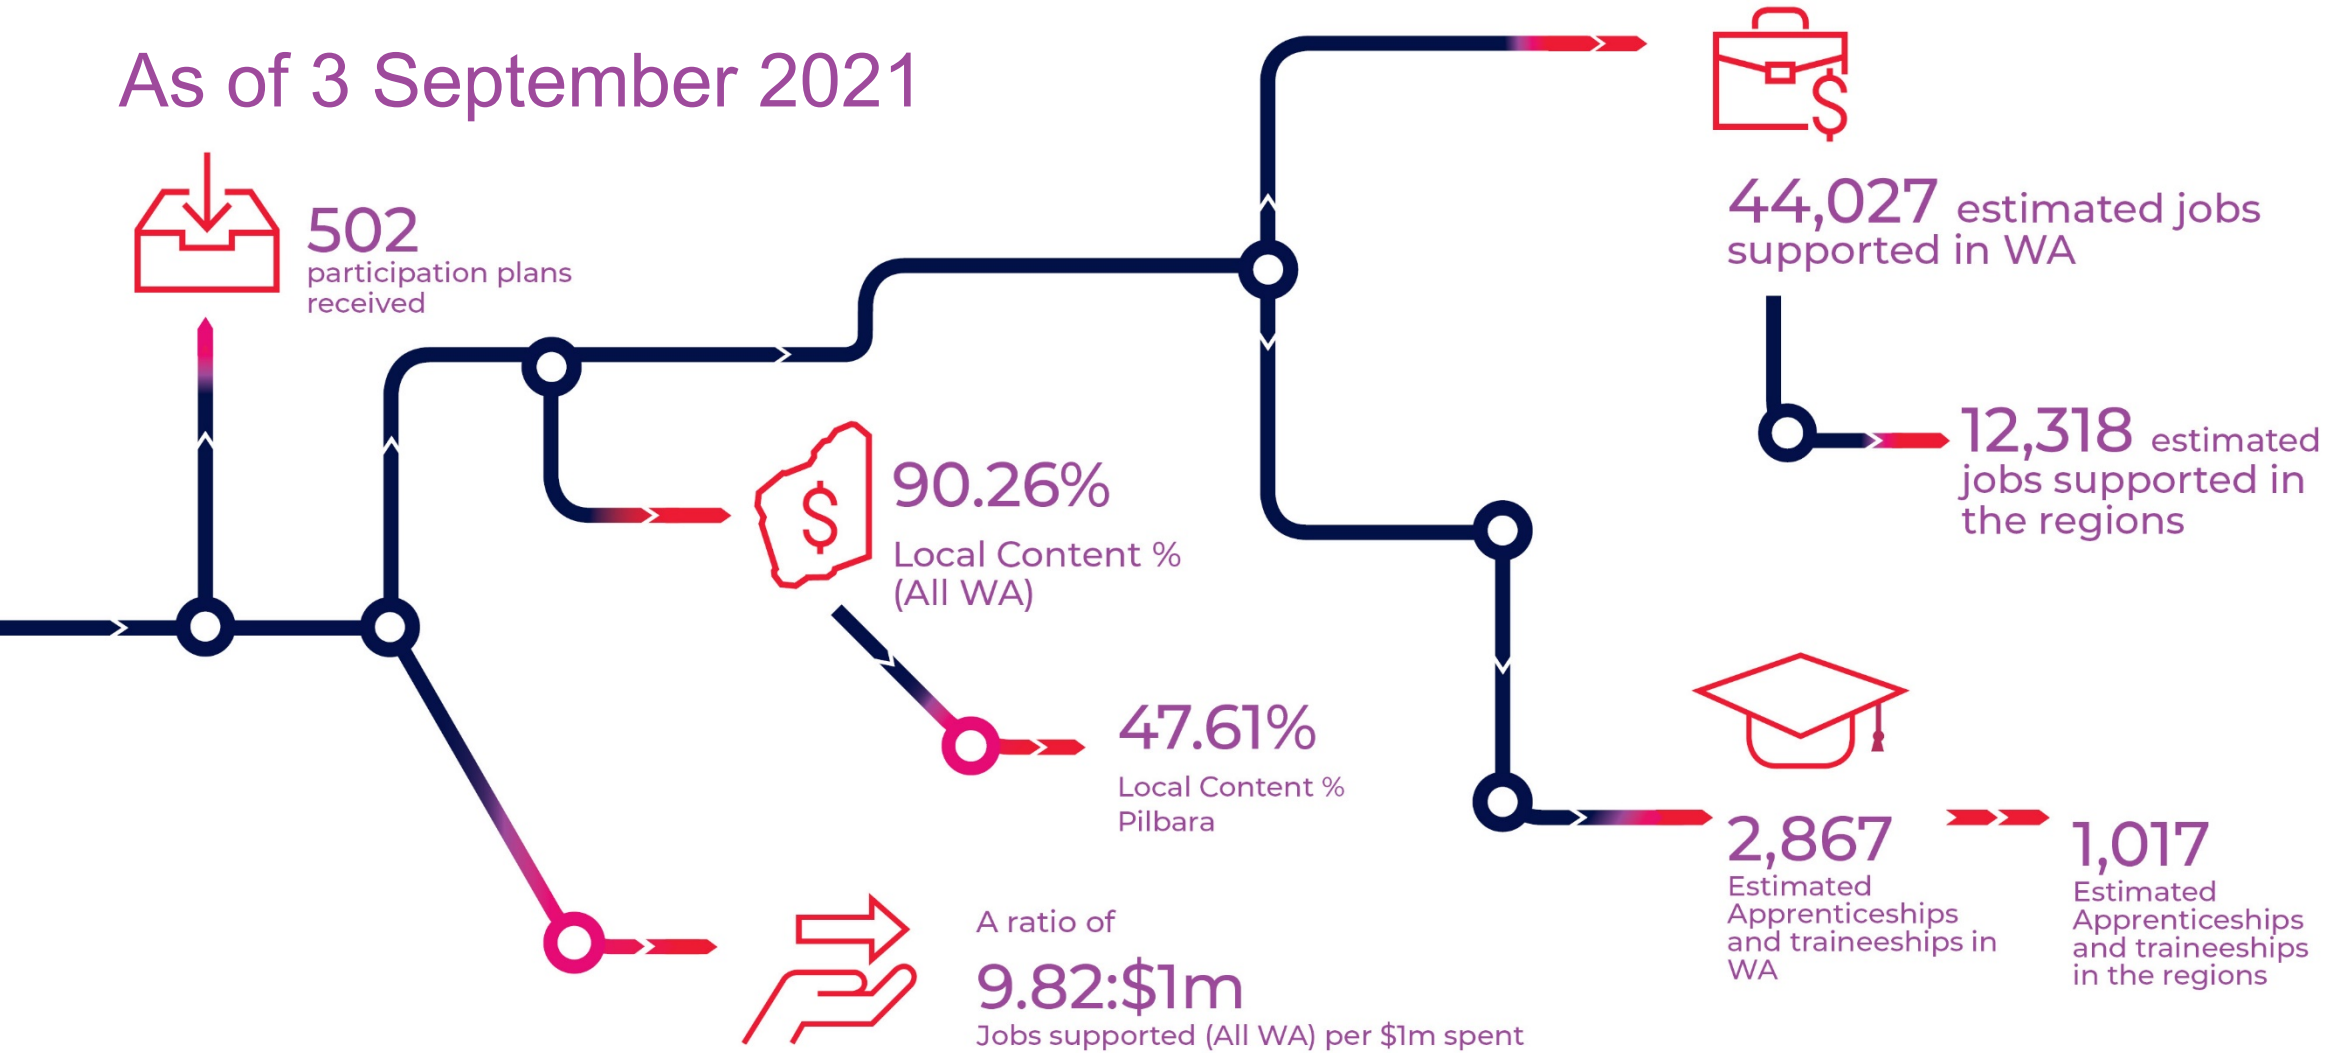 As of 3 September 2021
502
participation plans
received
44,027 estimated jobs
supported in WA
12,318 estimated
jobs supported in
the regions
$
90.26%
Local Content %
(All WA)
47.61%
Local Content %
Pilbara
A ratio of
9.82:$1m
Jobs supported (All WA) per $1m spent
2,867
Estimated
Apprenticeships
and traineeships in
WA
1,017
Estimated
Apprenticeships
and traineeships
in the regions
$